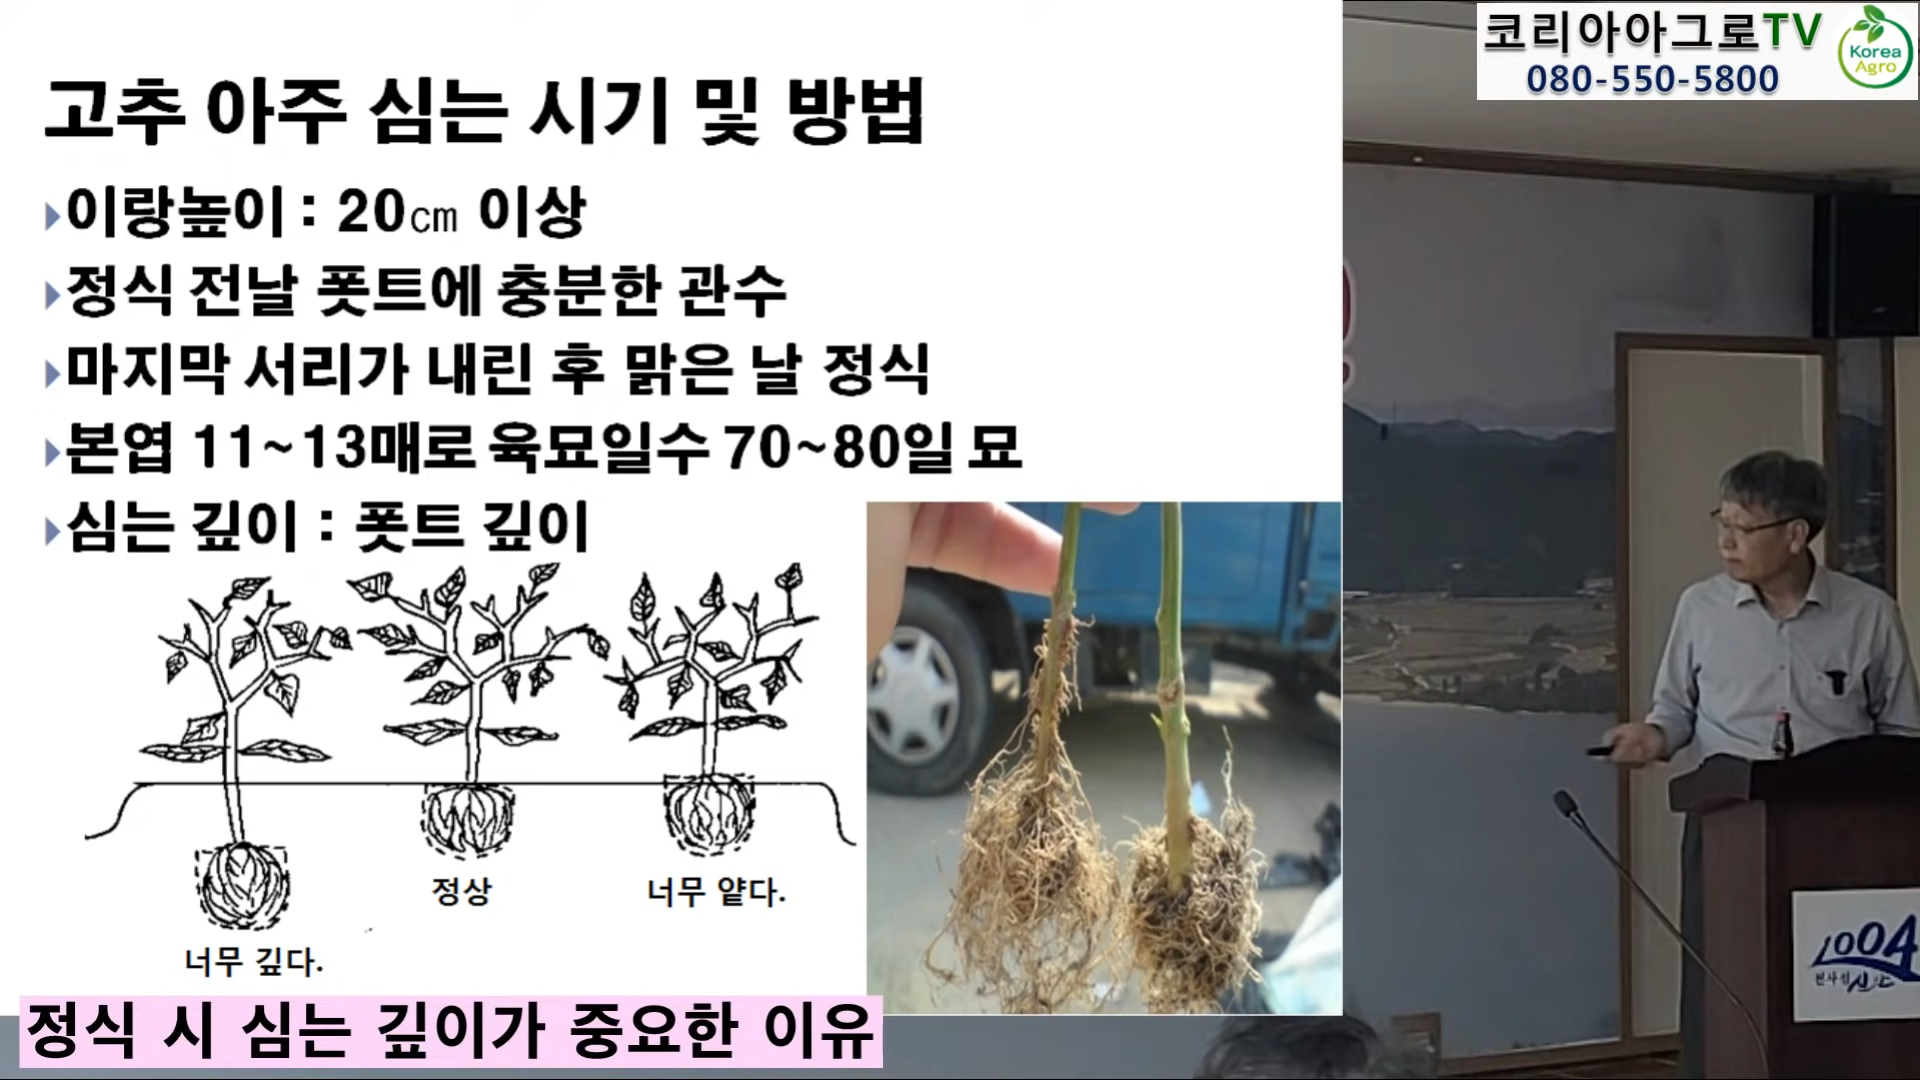 코리아아그로TV
080-550-5800
Korea
Agro
고추 아주 심는 시기 및 방법
이랑높이 : 20㎝ 이상
정식 전날 폿트에 충분한 관수
마지막 서리가 내린 후 맑은 날 정식
본엽 11~13매로 육묘일수 70~80일 묘
심는 깊이 : 폿트 깊이
정상
너무 얕다.
너무 깊다.
정식 시 심는 깊이가 중요한 이유
1004